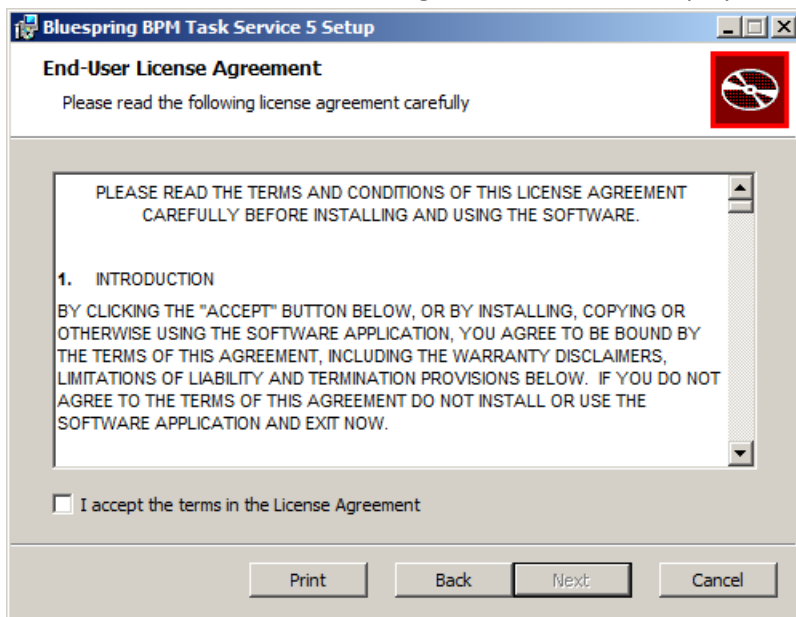 Bluespring BPM Task Service 5 Setup
End-User License Agreement
Please read the following license agreement carefully
PLEASE READ THE TERMS AND CONDITIONS OF THIS LICENSE AGREEMENT
CAREFULLY BEFORE INSTALLING AND USING THE SOFTWARE.
1. INTRODUCTION
BY CLICKING THE "ACCEPT" BUTTON BELOW, OR BY INSTALLING, COPYING OR
OTHERWISE USING THE SOFTWARE APPLICATION, YOU AGREE TO BE BOUND BY
THE TERMS OF THIS AGREEMENT, INCLUDING THE WARRANTY DISCLAIMERS,
LIMITATIONS OF LIABILITY AND TERMINATION PROVISIONS BELOW. IF YOU DO NOT
AGREE TO THE TERMS OF THIS AGREEMENT DO NOT INSTALL OR USE THE
SOFTWARE APPLICATION AND EXIT NOW.
I accept the terms in the License Agreement
Print Back Next Cancel